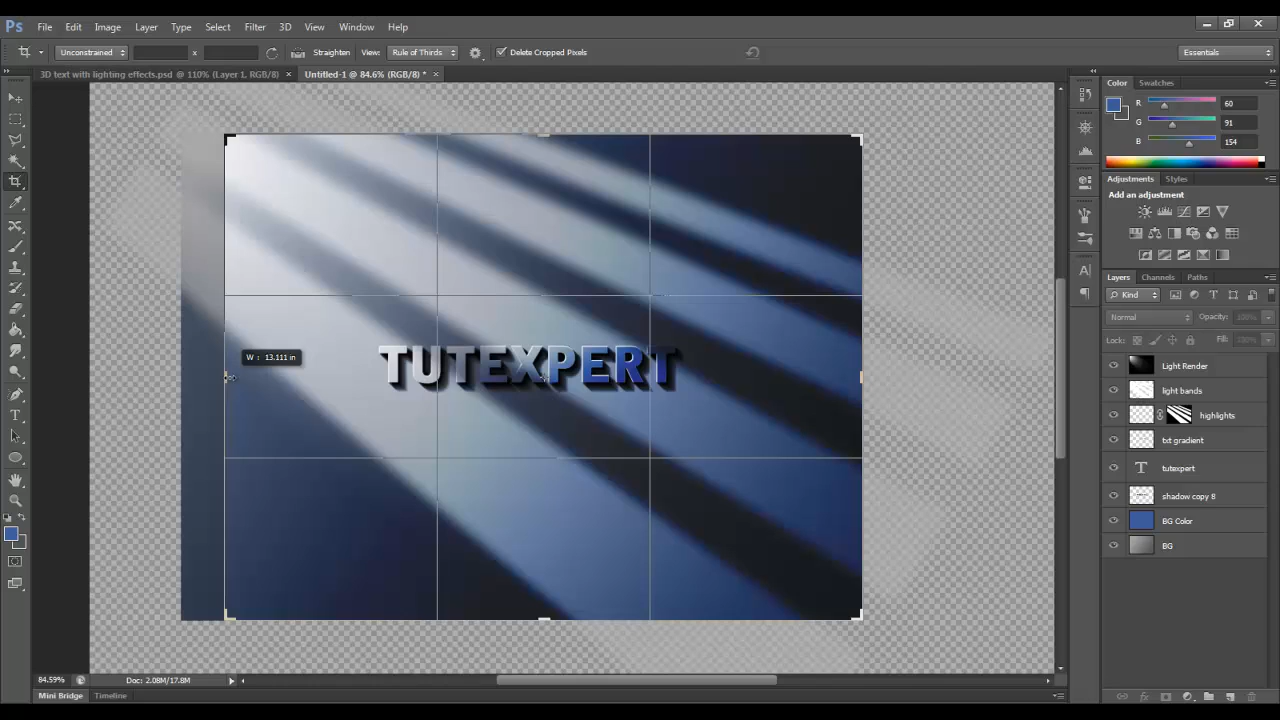 Ps File Edit Image Layer Type Select Filter 3D View Window Help
Unconstrained x Straighten View: Rule of Thirds Delete Cropped Pixels Essentials
3D text with lighting effects.psd @ 110% (Layer 1, RGB/8) × Untitled-1 @ 84.6% (RGB/8) * ×
Color Swatches
R 60
G 91
B 154
Adjustments Styles
Add an adjustment
Layers Channels Paths
Kind
Normal Opacity: 100%
Lock: Fill: 100%
Light Render
light bands
highlights
txt gradient
T tutexpert
shadow copy 8
BG Color
BG
W : 13.111 in
TUTEXPERT
84.59% Doc: 2.08M/17.8M
Mini Bridge Timeline